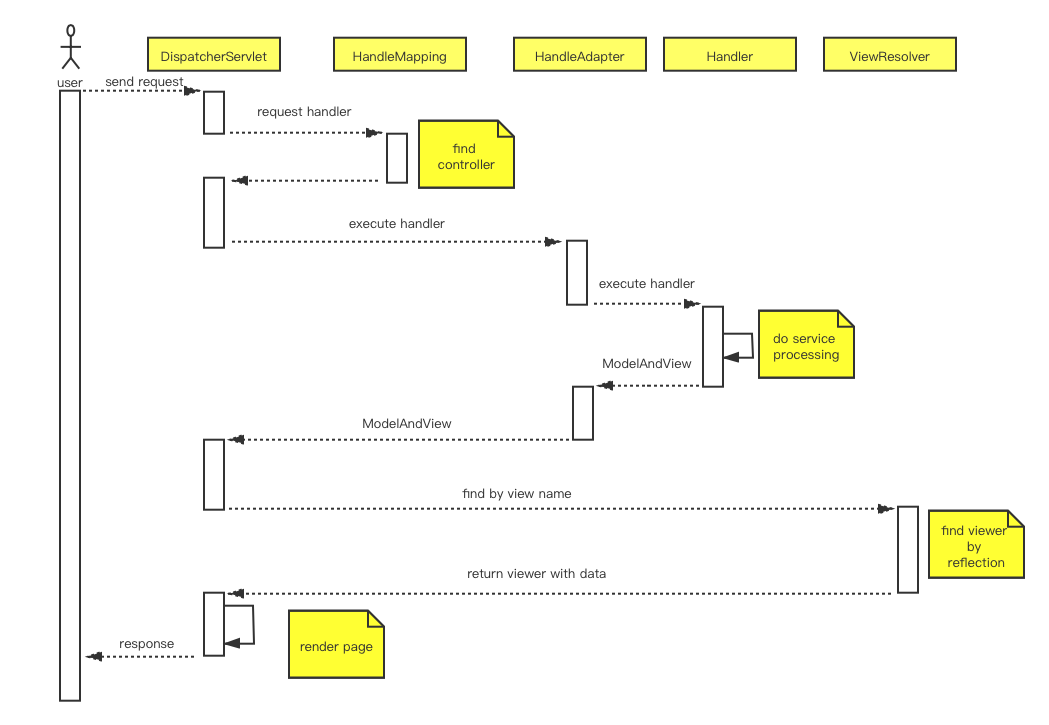 DispatcherServlet
HandleMapping
HandleAdapter
Handler
ViewResolver
user
send request
request handler
find
controller
execute handler
execute handler
do service
processing
ModelAndView
ModelAndView
find by view name
find viewer
by
reflection
return viewer with data
response
render page